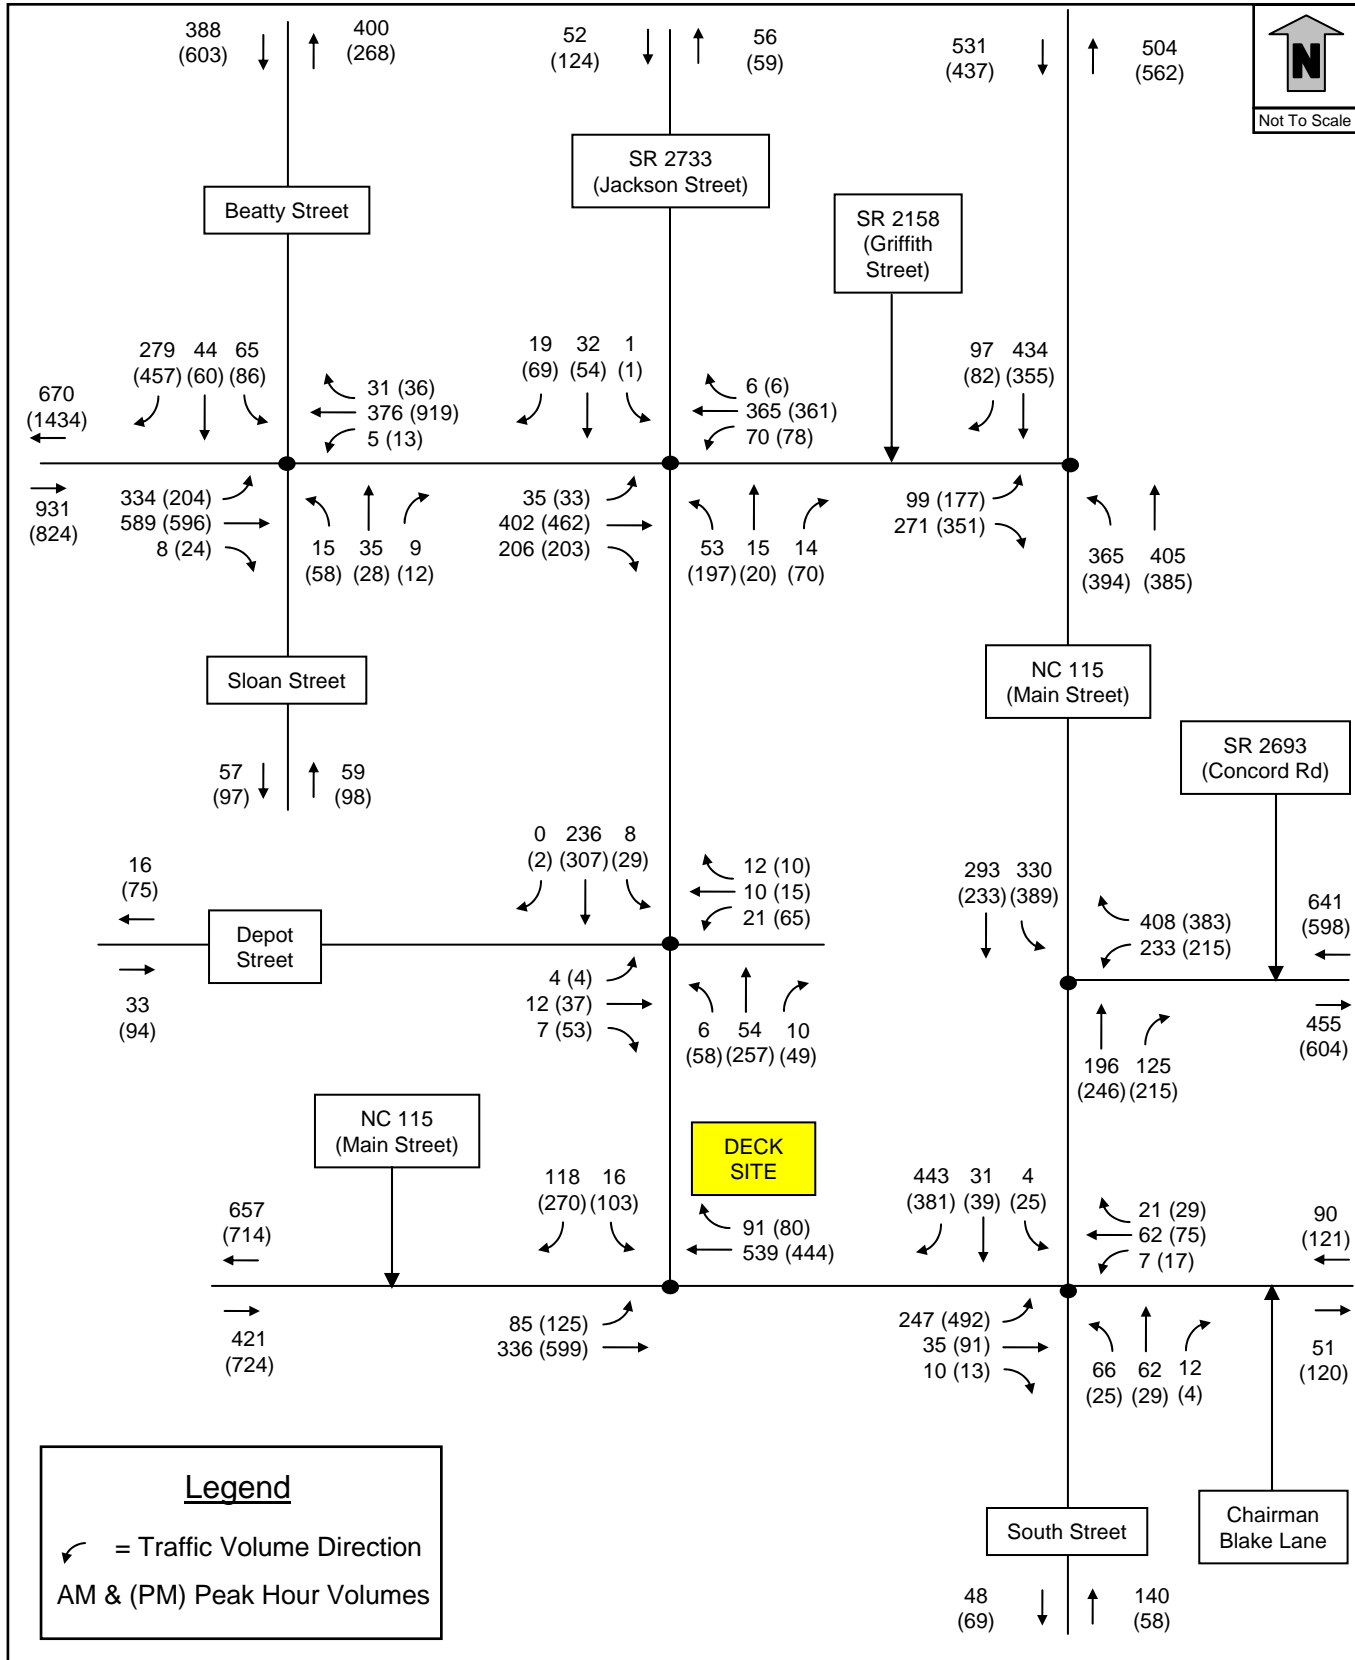 388 400 52 56 531 504
(603) (268) (124) (59) (437) (562)
N
Not To Scale
SR 2733
(Jackson Street)
Beatty Street
SR 2158
(Griffith
Street)
279 44 65
(457) (60) (86)
19 32 1
(69) (54) (1)
97 434
(82) (355)
670
(1434)
31 (36)
376 (919)
5 (13)
6 (6)
365 (361)
70 (78)
931
(824)
334 (204)
589 (596)
8 (24)
15 35 9
(58) (28) (12)
35 (33)
402 (462)
206 (203)
53 15 14
(197) (20) (70)
99 (177)
271 (351)
365 405
(394) (385)
Sloan Street
NC 115
(Main Street)
SR 2693
(Concord Rd)
57 59
(97) (98)
0 236 8
(2) (307) (29)
16
(75)
12 (10)
10 (15)
21 (65)
293 330
(233) (389)
408 (383)
233 (215)
641
(598)
Depot
Street
33
(94)
4 (4)
12 (37)
7 (53)
6 54 10
(58) (257) (49)
196 125
(246) (215)
455
(604)
NC 115
(Main Street)
DECK
SITE
657
(714)
118 16
(270) (103)
91 (80)
539 (444)
443 31 4
(381) (39) (25)
21 (29)
62 (75)
7 (17)
90
(121)
421
(724)
85 (125)
336 (599)
247 (492)
35 (91)
10 (13)
66 62 12
(25) (29) (4)
51
(120)
Legend
= Traffic Volume Direction
AM & (PM) Peak Hour Volumes
South Street
Chairman
Blake Lane
48 140
(69) (58)